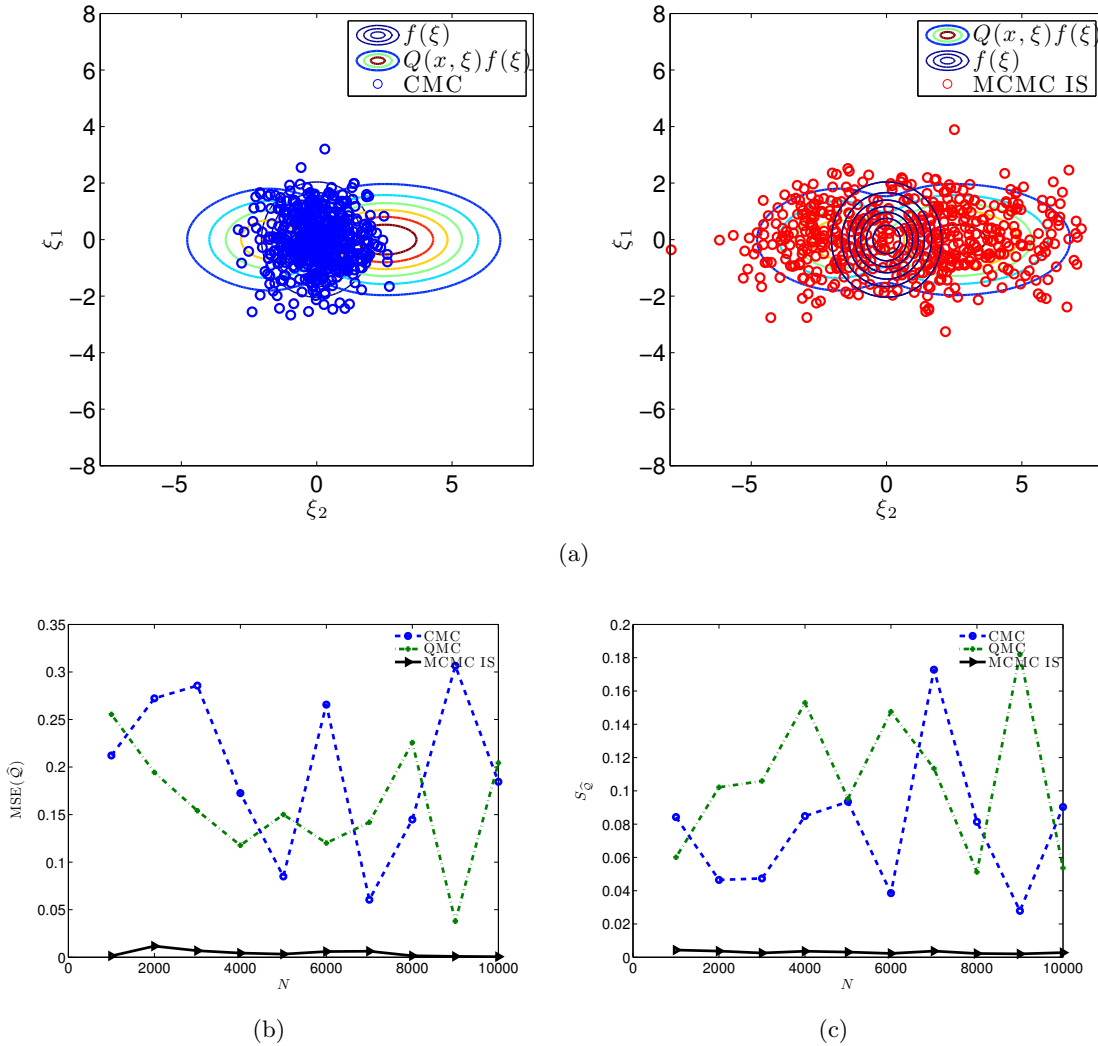 8
6
4
2
0
−2
−4
−6
−8
ξ1
−5
0
5
ξ2
f(ξ)
Q(x, ξ)f(ξ)
CMC
8
6
4
2
0
−2
−4
−6
−8
ξ1
−5
0
5
ξ2
Q(x, ξ)f(ξ)
f(ξ)
MCMC IS
(a)
0.35
0.3
0.25
0.2
0.15
0.1
0.05
0
MSE(Q̂)
0
2000
4000
6000
8000
10000
N
CMC
QMC
MCMC IS
(b)
0.2
0.18
0.16
0.14
0.12
0.1
0.08
0.06
0.04
0.02
0
S_Q̂
0
2000
4000
6000
8000
10000
N
CMC
QMC
MCMC IS
(c)